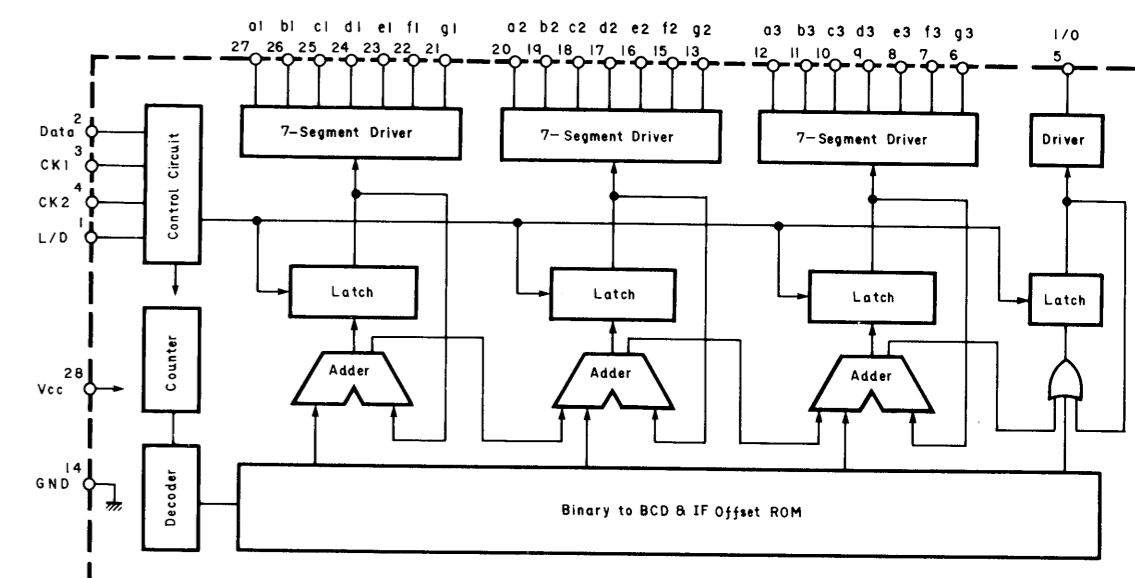 a1 b1 c1 d1 e1 f1 g1 a2 b2 c2 d2 e2 f2 g2 a3 b3 c3 d3 e3 f3 g3 I/O
27 26 25 24 23 22 21 20 19 18 17 16 15 13 12 11 10 9 8 7 6 5
7-Segment Driver
7-Segment Driver
7-Segment Driver
Driver
Data 2
CK1 3
CK2 4
L/D 1
Control Circuit
Latch
Latch
Latch
Latch
Counter
Adder
Adder
Adder
Vcc 28
GND 14
Decoder
Binary to BCD & IF Offset ROM